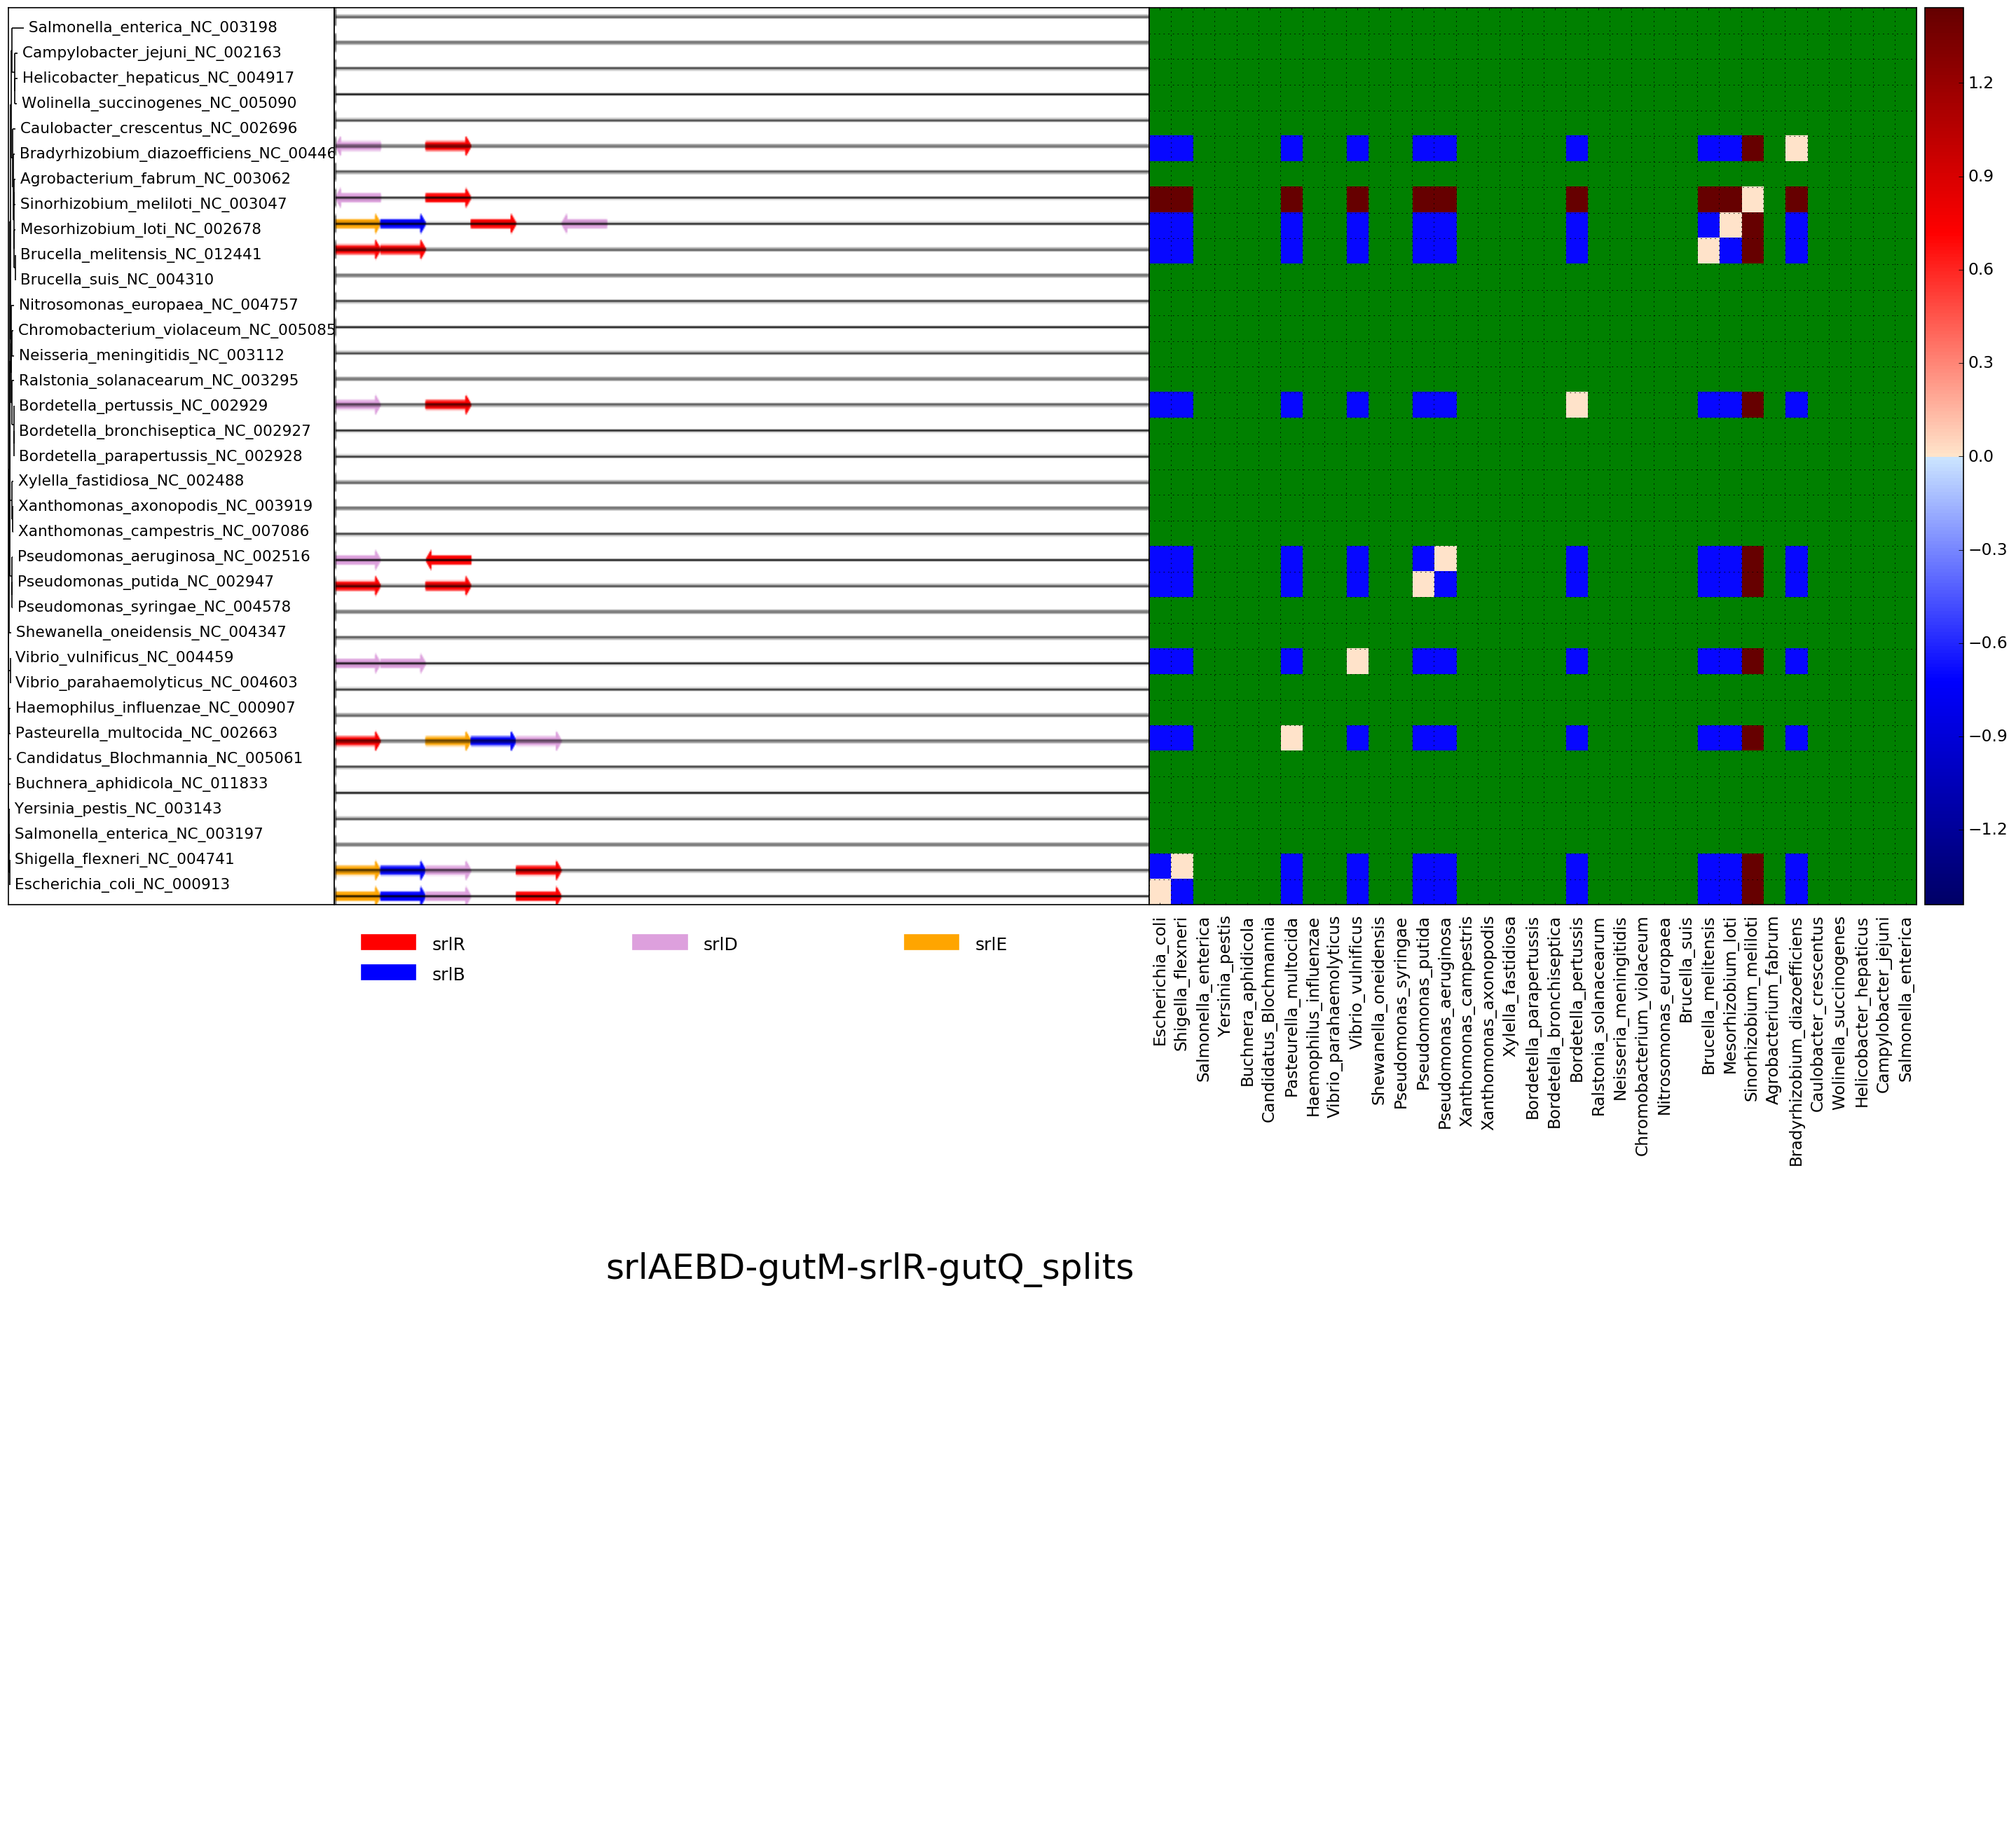 Salmonella_enterica_NC_003198
Campylobacter_jejuni_NC_002163
Helicobacter_hepaticus_NC_004917
Wolinella_succinogenes_NC_005090
Caulobacter_crescentus_NC_002696
Bradyrhizobium_diazoefficiens_NC_00446
Agrobacterium_fabrum_NC_003062
Sinorhizobium_meliloti_NC_003047
Mesorhizobium_loti_NC_002678
Brucella_melitensis_NC_012441
Brucella_suis_NC_004310
Nitrosomonas_europaea_NC_004757
Chromobacterium_violaceum_NC_005085
Neisseria_meningitidis_NC_003112
Ralstonia_solanacearum_NC_003295
Bordetella_pertussis_NC_002929
Bordetella_bronchiseptica_NC_002927
Bordetella_parapertussis_NC_002928
Xylella_fastidiosa_NC_002488
Xanthomonas_axonopodis_NC_003919
Xanthomonas_campestris_NC_007086
Pseudomonas_aeruginosa_NC_002516
Pseudomonas_putida_NC_002947
Pseudomonas_syringae_NC_004578
Shewanella_oneidensis_NC_004347
Vibrio_vulnificus_NC_004459
Vibrio_parahaemolyticus_NC_004603
Haemophilus_influenzae_NC_000907
Pasteurella_multocida_NC_002663
Candidatus_Blochmannia_NC_005061
Buchnera_aphidicola_NC_011833
Yersinia_pestis_NC_003143
Salmonella_enterica_NC_003197
Shigella_flexneri_NC_004741
Escherichia_coli_NC_000913
1.2
0.9
0.6
0.3
0.0
−0.3
−0.6
−0.9
−1.2
srlR
srlD
srlE
srlB
Escherichia_coli
Shigella_flexneri
Salmonella_enterica
Yersinia_pestis
Buchnera_aphidicola
Candidatus_Blochmannia
Pasteurella_multocida
Haemophilus_influenzae
Vibrio_parahaemolyticus
Vibrio_vulnificus
Shewanella_oneidensis
Pseudomonas_syringae
Pseudomonas_putida
Pseudomonas_aeruginosa
Xanthomonas_campestris
Xanthomonas_axonopodis
Xylella_fastidiosa
Bordetella_parapertussis
Bordetella_bronchiseptica
Bordetella_pertussis
Ralstonia_solanacearum
Neisseria_meningitidis
Chromobacterium_violaceum
Nitrosomonas_europaea
Brucella_suis
Brucella_melitensis
Mesorhizobium_loti
Sinorhizobium_meliloti
Agrobacterium_fabrum
Bradyrhizobium_diazoefficiens
Caulobacter_crescentus
Wolinella_succinogenes
Helicobacter_hepaticus
Campylobacter_jejuni
Salmonella_enterica
srlAEBD-gutM-srlR-gutQ_splits